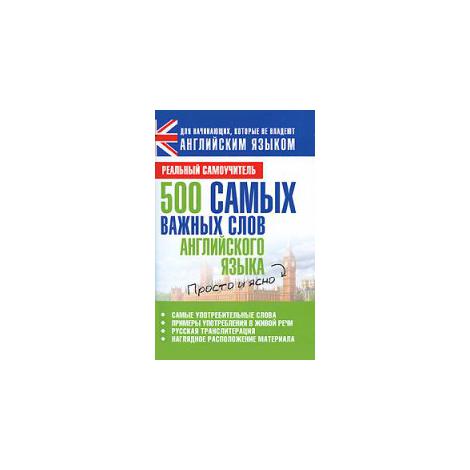 ДЛЯ НАЧИНАЮЩИХ, КОТОРЫЕ НЕ ВЛАДЕЮТ
АНГЛИЙСКИМ ЯЗЫКОМ
РЕАЛЬНЫЙ САМОУЧИТЕЛЬ
500 САМЫХ
ВАЖНЫХ СЛОВ
АНГЛИЙСКОГО
ЯЗЫКА
Просто и ясно
• САМЫЕ УПОТРЕБИТЕЛЬНЫЕ СЛОВА
• ПРИМЕРЫ УПОТРЕБЛЕНИЯ В ЖИВОЙ РЕЧИ
• РУССКАЯ ТРАНСЛИТЕРАЦИЯ
• НАГЛЯДНОЕ РАСПОЛОЖЕНИЕ МАТЕРИАЛА